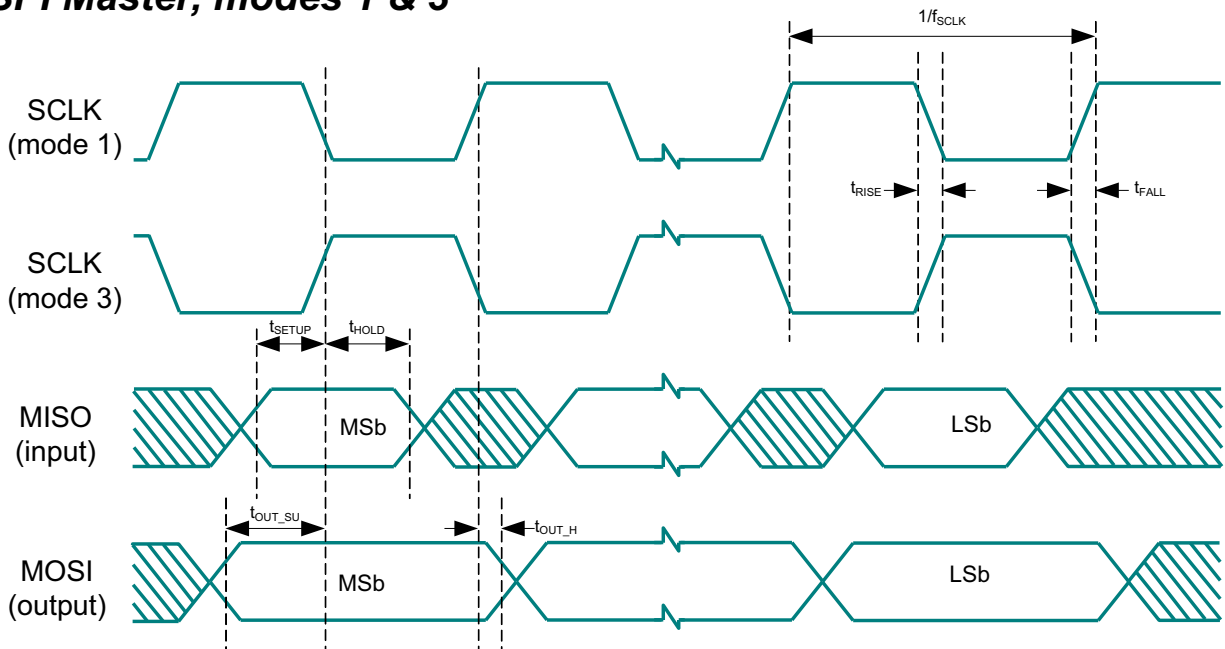 SPI Master, modes 1 & 3
1/fSCLK
SCLK
(mode 1)
tRISE
tFALL
SCLK
(mode 3)
tSETUP
tHOLD
MISO
(input)
MSb
LSb
tOUT_SU
tOUT_H
MOSI
(output)
MSb
LSb